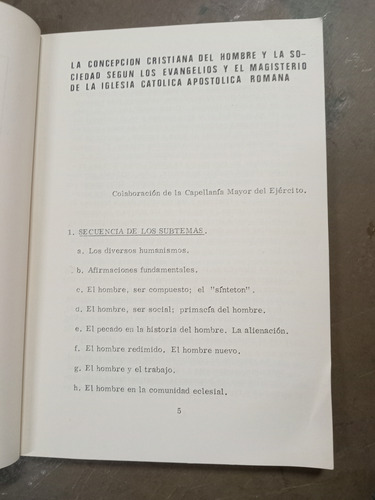 LA CONCEPCION CRISTIANA DEL HOMBRE Y LA SO-
CIEDAD SEGUN LOS EVANGELIOS Y EL MAGISTERIO
DE LA IGLESIA CATOLICA APOSTOLICA ROMANA
Colaboración de la Capellanía Mayor del Ejército.
1. SECUENCIA DE LOS SUBTEMAS.
a. Los diversos humanismos.
b. Afirmaciones fundamentales.
c. El hombre, ser compuesto; el "sínteton".
d. El hombre, ser social; primacía del hombre.
e. El pecado en la historia del hombre. La alienación.
f. El hombre redimido. El hombre nuevo.
g. El hombre y el trabajo.
h. El hombre en la comunidad eclesial.
5